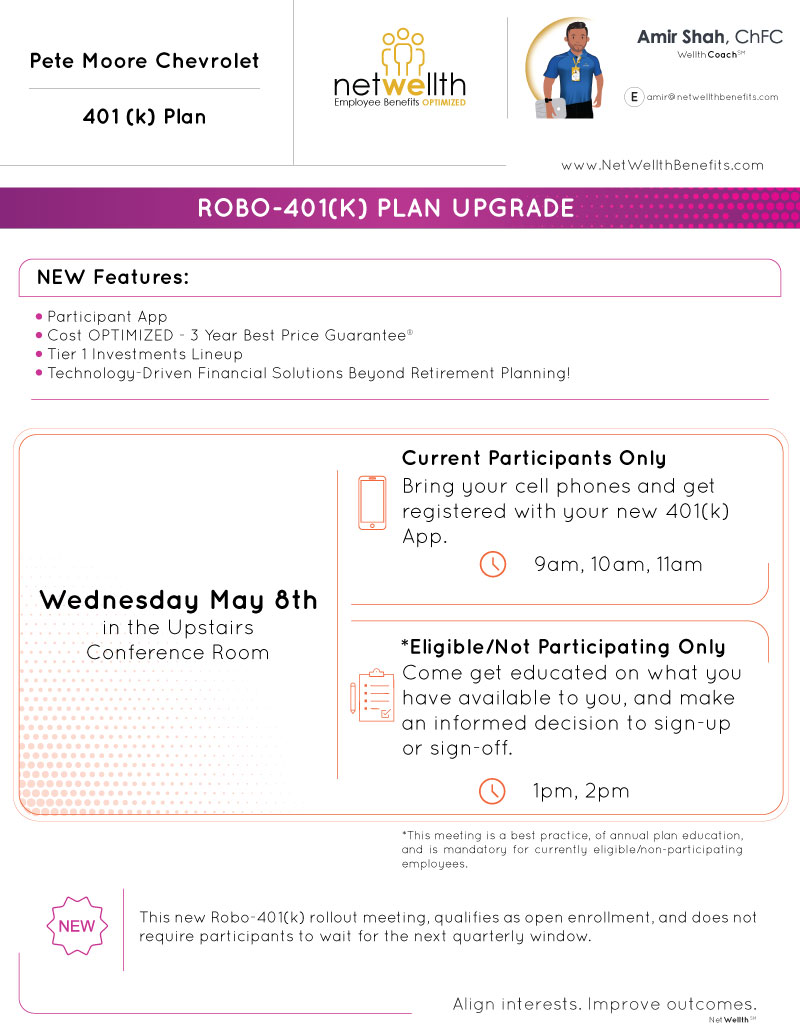 Pete Moore Chevrolet
401 (k) Plan
netwellth
Employee Benefits OPTIMIZED
Amir Shah, ChFC
Wellth Coach℠
E amir@netwellthbenefits.com
www.NetWellthBenefits.com
ROBO-401(K) PLAN UPGRADE
NEW Features:
• Participant App
• Cost OPTIMIZED - 3 Year Best Price Guarantee®
• Tier 1 Investments Lineup
• Technology-Driven Financial Solutions Beyond Retirement Planning!
Wednesday May 8th
in the Upstairs
Conference Room
Current Participants Only
Bring your cell phones and get
registered with your new 401(k)
App.
9am, 10am, 11am
*Eligible/Not Participating Only
Come get educated on what you
have available to you, and make
an informed decision to sign-up
or sign-off.
1pm, 2pm
*This meeting is a best practice, of annual plan education,
and is mandatory for currently eligible/non-participating
employees.
NEW
This new Robo-401(k) rollout meeting, qualifies as open enrollment, and does not
require participants to wait for the next quarterly window.
Align interests. Improve outcomes.
Net Wellth℠